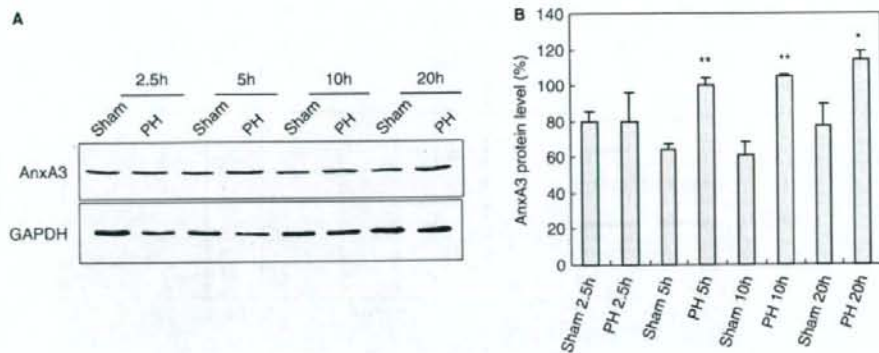 A
2.5h 5h 10h 20h
Sham PH Sham PH Sham PH Sham PH
AnxA3
GAPDH
B
AnxA3 protein level (%)
140
120
100
80
60
40
20
0
** ** *
Sham 2.5h PH 2.5h Sham 5h PH 5h Sham 10h PH 10h Sham 20h PH 20h